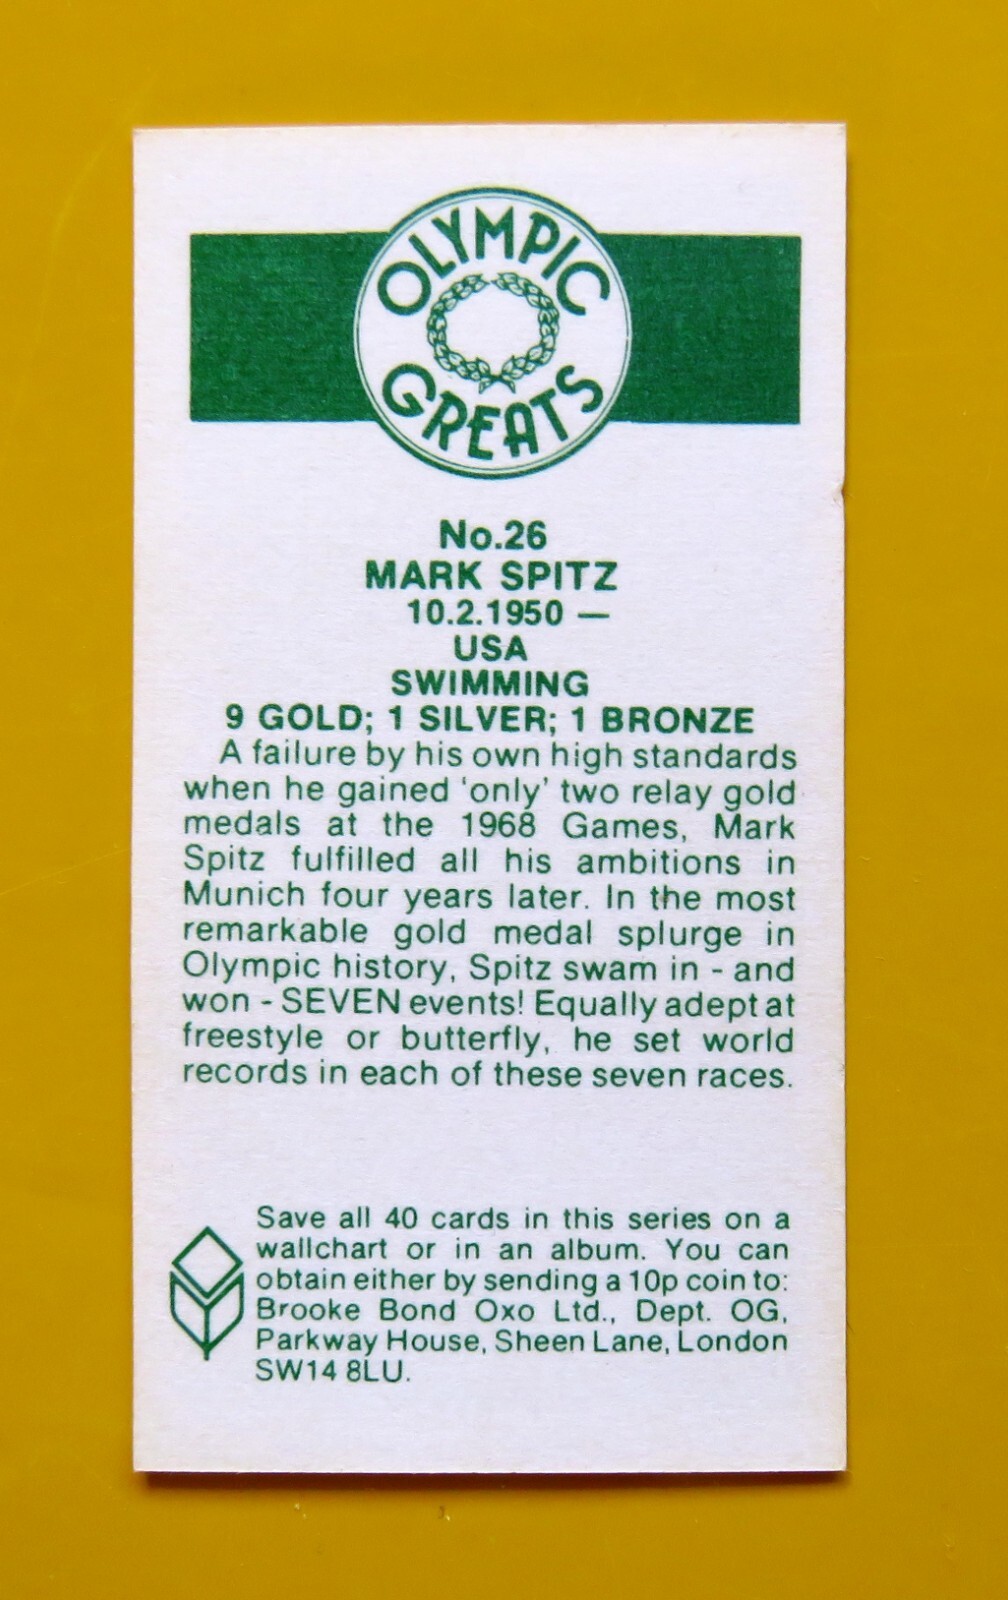 OLYMPIC
GREATS
No.26
MARK SPITZ
10.2.1950 —
USA
SWIMMING
9 GOLD; 1 SILVER; 1 BRONZE
A failure by his own high standards
when he gained ‘only’ two relay gold
medals at the 1968 Games, Mark
Spitz fulfilled all his ambitions in
Munich four years later. In the most
remarkable gold medal splurge in
Olympic history, Spitz swam in - and
won - SEVEN events! Equally adept at
freestyle or butterfly, he set world
records in each of these seven races.
Save all 40 cards in this series on a
wallchart or in an album. You can
obtain either by sending a 10p coin to:
Brooke Bond Oxo Ltd., Dept. OG,
Parkway House, Sheen Lane, London
SW14 8LU.